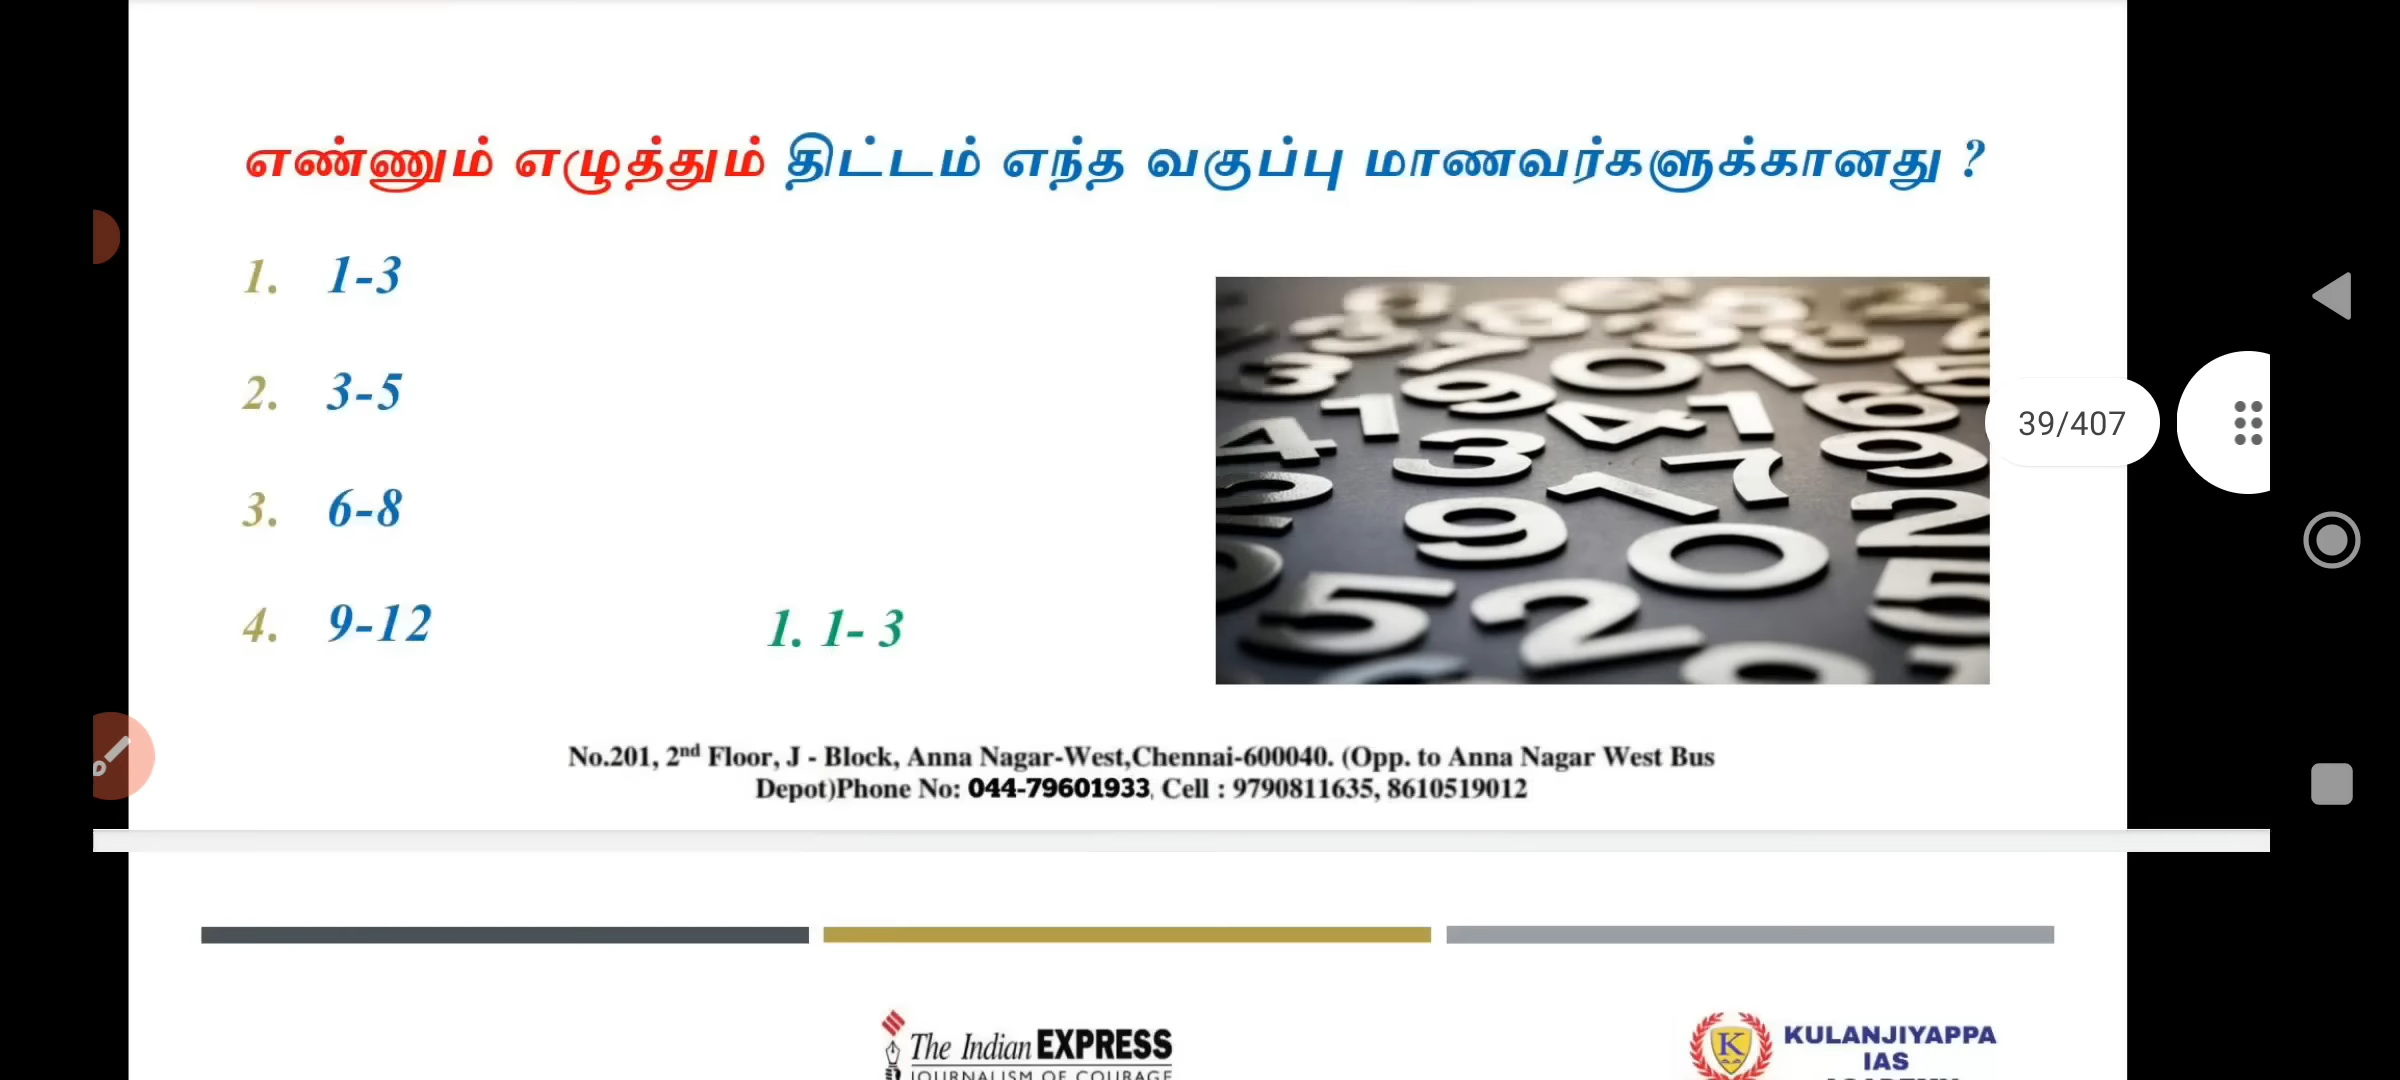 எண்ணும் எழுத்தும் திட்டம் எந்த வகுப்பு மாணவர்களுக்கானது ?
1. 1-3
2. 3-5
3. 6-8
4. 9-12
1. 1- 3
39/407
No.201, 2nd Floor, J - Block, Anna Nagar-West,Chennai-600040. (Opp. to Anna Nagar West Bus
Depot)Phone No: 044-79601933, Cell : 9790811635, 8610519012
The Indian EXPRESS
JOURNALISM OF COURAGE
KULANJIYAPPA
IAS
ACADEMY